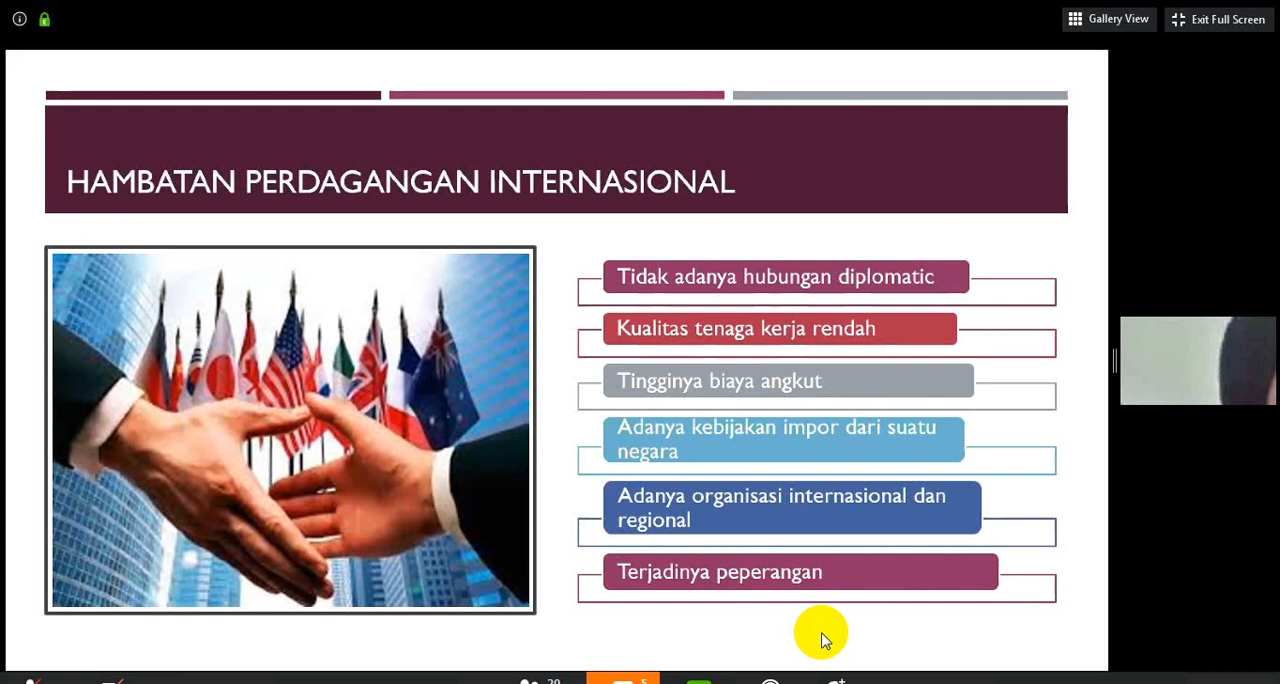 Gallery View
Exit Full Screen
HAMBATAN PERDAGANGAN INTERNASIONAL
Tidak adanya hubungan diplomatic
Kualitas tenaga kerja rendah
Tingginya biaya angkut
Adanya kebijakan impor dari suatu
negara
Adanya organisasi internasional dan
regional
Terjadinya peperangan